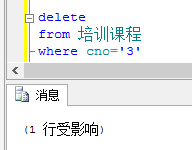 delete
from 培训课程
where cno='3'
消息
(1 行受影响)